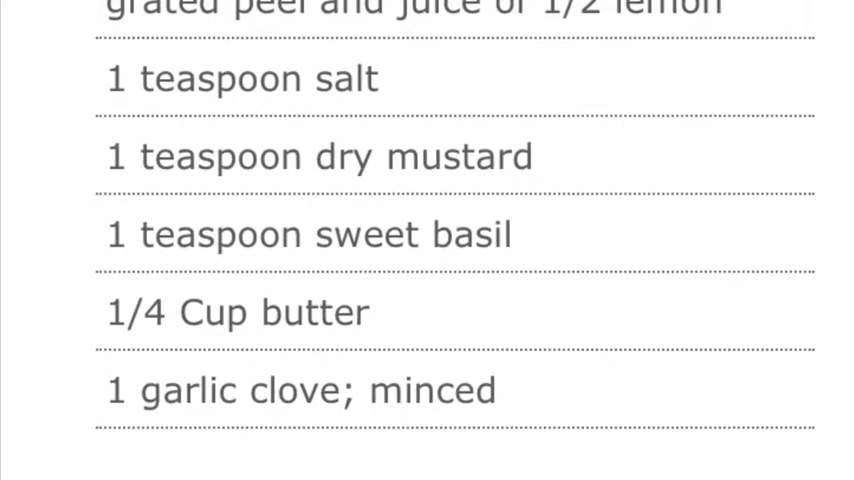 grated peel and juice of 1/2 lemon
1 teaspoon salt
1 teaspoon dry mustard
1 teaspoon sweet basil
1/4 Cup butter
1 garlic clove; minced